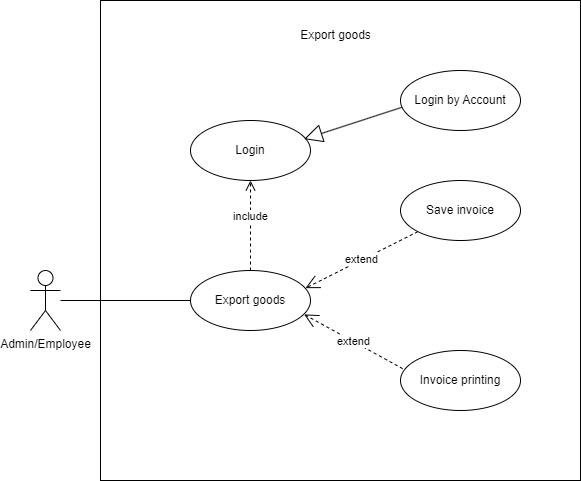 Export goods
Login by Account
Login
Save invoice
include
extend
Export goods
Admin/Employee
extend
Invoice printing